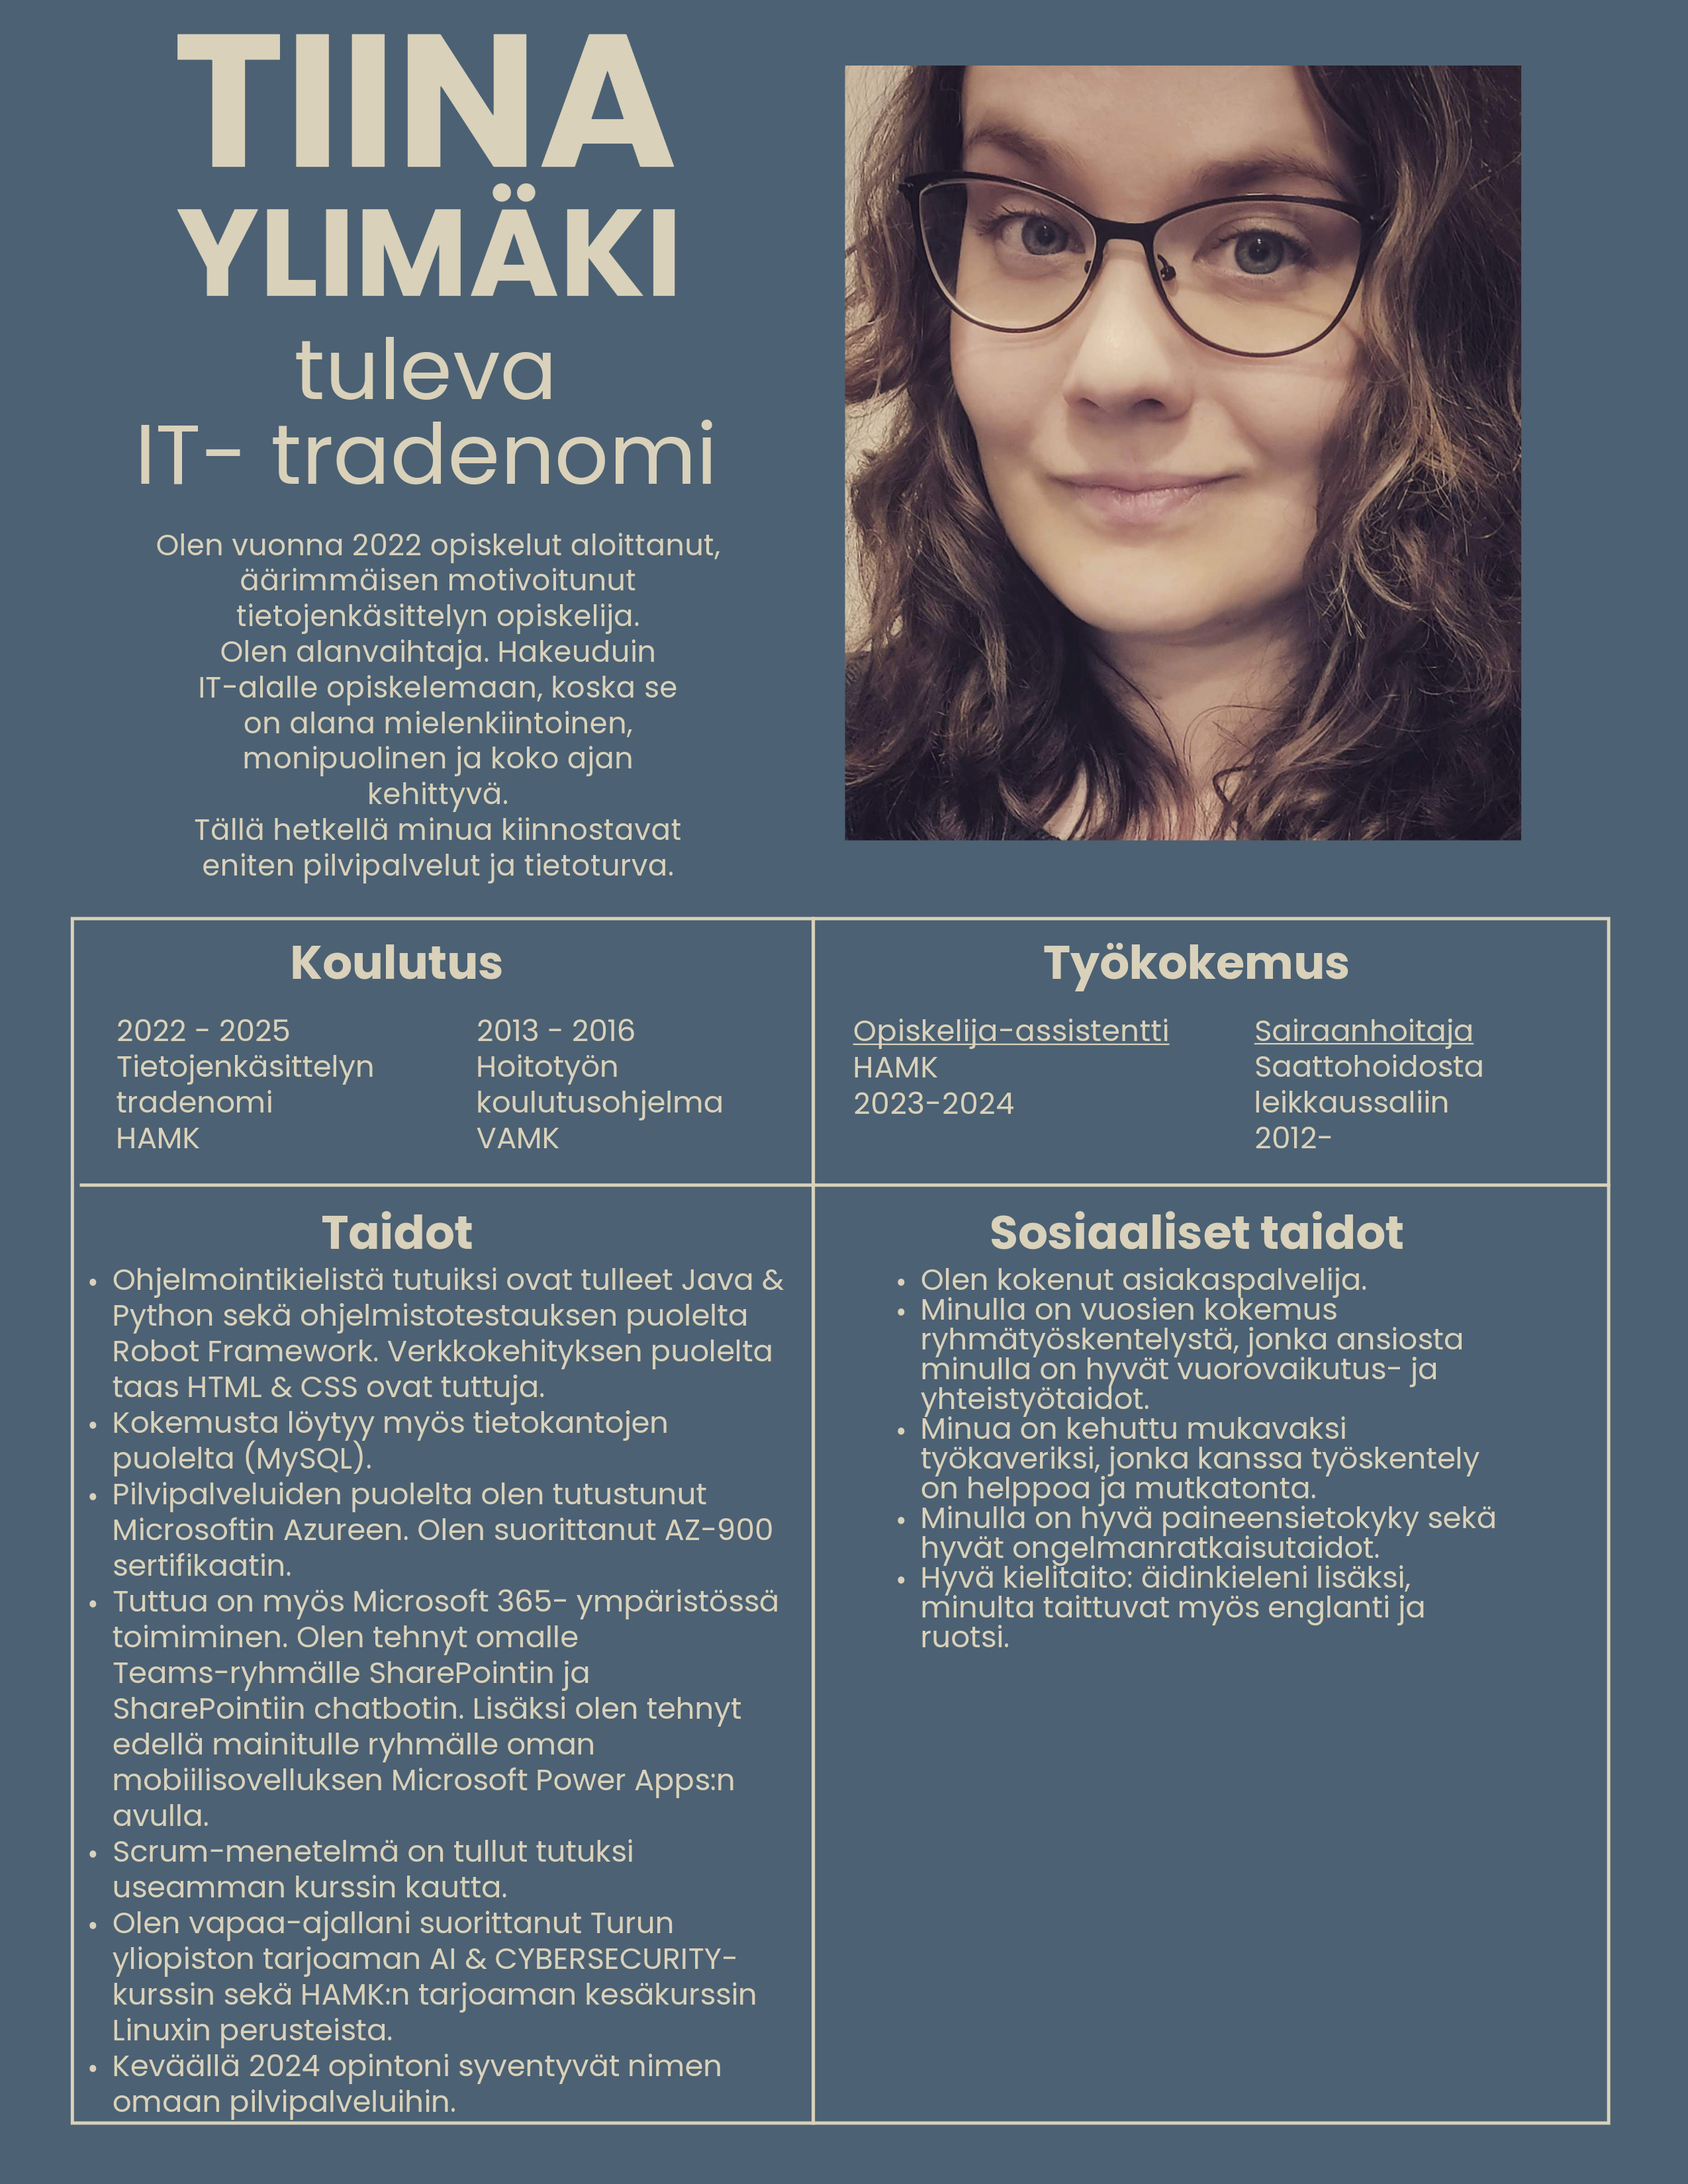 TIINA
YLIMÄKI
tuleva
IT- tradenomi
Olen vuonna 2022 opiskelut aloittanut,
äärimmäisen motivoitunut
tietojenkäsittelyn opiskelija.
Olen alanvaihtaja. Hakeuduin
IT-alalle opiskelemaan, koska se
on alana mielenkiintoinen,
monipuolinen ja koko ajan
kehittyvä.
Tällä hetkellä minua kiinnostavat
eniten pilvipalvelut ja tietoturva.
Koulutus
2022 - 2025
Tietojenkäsittelyn
tradenomi
HAMK
2013 - 2016
Hoitotyön
koulutusohjelma
VAMK
Työkokemus
Opiskelija-assistentti
HAMK
2023-2024
Sairaanhoitaja
Saattohoidosta
leikkaussaliin
2012-
Taidot
• Ohjelmointikielistä tutuiksi ovat tulleet Java &
Python sekä ohjelmistotestauksen puolelta
Robot Framework. Verkkokehityksen puolelta
taas HTML & CSS ovat tuttuja.
• Kokemusta löytyy myös tietokantojen
puolelta (MySQL).
• Pilvipalveluiden puolelta olen tutustunut
Microsoftin Azureen. Olen suorittanut AZ-900
sertifikaatin.
• Tuttua on myös Microsoft 365- ympäristössä
toimiminen. Olen tehnyt omalle
Teams-ryhmälle SharePointin ja
SharePointiin chatbotin. Lisäksi olen tehnyt
edellä mainitulle ryhmälle oman
mobiilisovelluksen Microsoft Power Apps:n
avulla.
• Scrum-menetelmä on tullut tutuksi
useamman kurssin kautta.
• Olen vapaa-ajallani suorittanut Turun
yliopiston tarjoaman AI & CYBERSECURITY-
kurssin sekä HAMK:n tarjoaman kesäkurssin
Linuxin perusteista.
• Keväällä 2024 opintoni syventyvät nimen
omaan pilvipalveluihin.
Sosiaaliset taidot
• Olen kokenut asiakaspalvelija.
• Minulla on vuosien kokemus
ryhmätyöskentelystä, jonka ansiosta
minulla on hyvät vuorovaikutus- ja
yhteistyötaidot.
• Minua on kehuttu mukavaksi
työkaveriksi, jonka kanssa työskentely
on helppoa ja mutkatonta.
• Minulla on hyvä paineensietokyky sekä
hyvät ongelmanratkaisutaidot.
• Hyvä kielitaito: äidinkieleni lisäksi,
minulta taittuvat myös englanti ja
ruotsi.